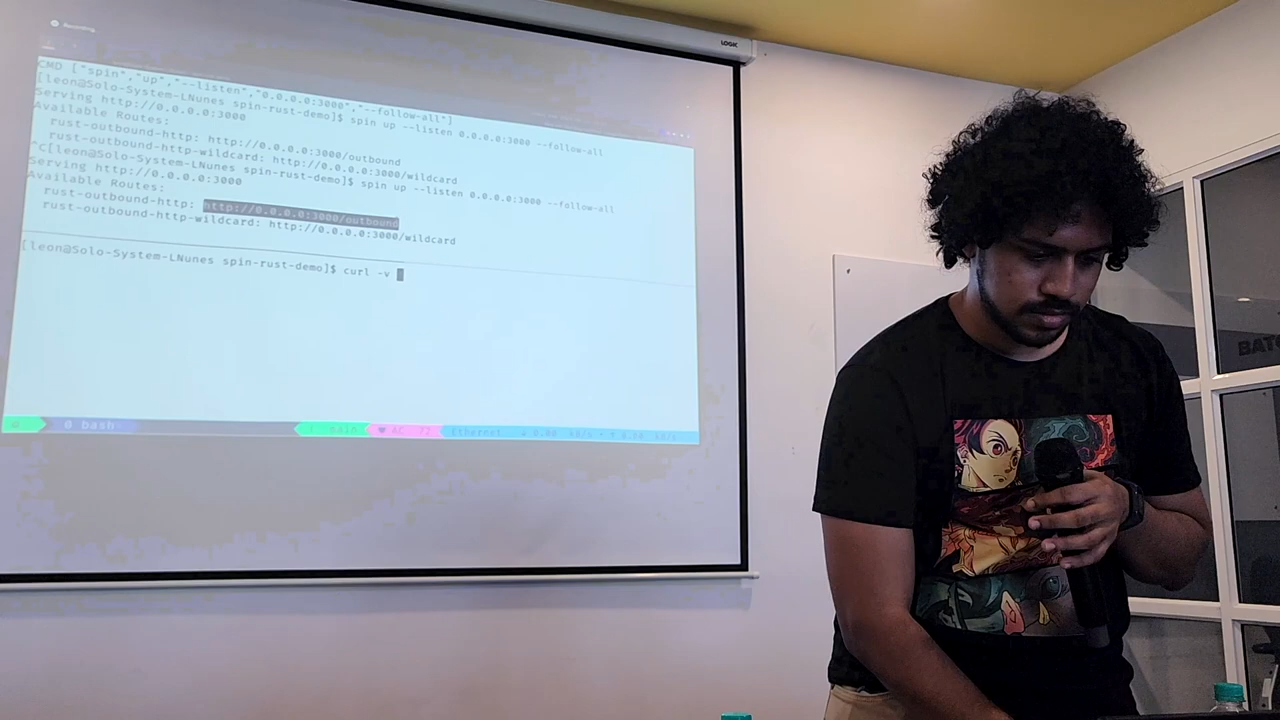 Recording
LOGIC
CMD ["spin","up","--listen","0.0.0.0:3000","--follow-all"]
[leon@Solo-System-LNunes spin-rust-demo]$ spin up --listen 0.0.0.0:3000 --follow-all
Serving http://0.0.0.0:3000
Available Routes:
rust-outbound-http: http://0.0.0.0:3000/outbound
rust-outbound-http-wildcard: http://0.0.0.0:3000/wildcard
^c[leon@Solo-System-LNunes spin-rust-demo]$ spin up --listen 0.0.0.0:3000 --follow-all
Serving http://0.0.0.0:3000
Available Routes:
rust-outbound-http: http://0.0.0.0:3000/outbound
rust-outbound-http-wildcard: http://0.0.0.0:3000/wildcard
[leon@Solo-System-LNunes spin-rust-demo]$ curl -v
0 bash main ♥ AC 72 Ethernet
BAT